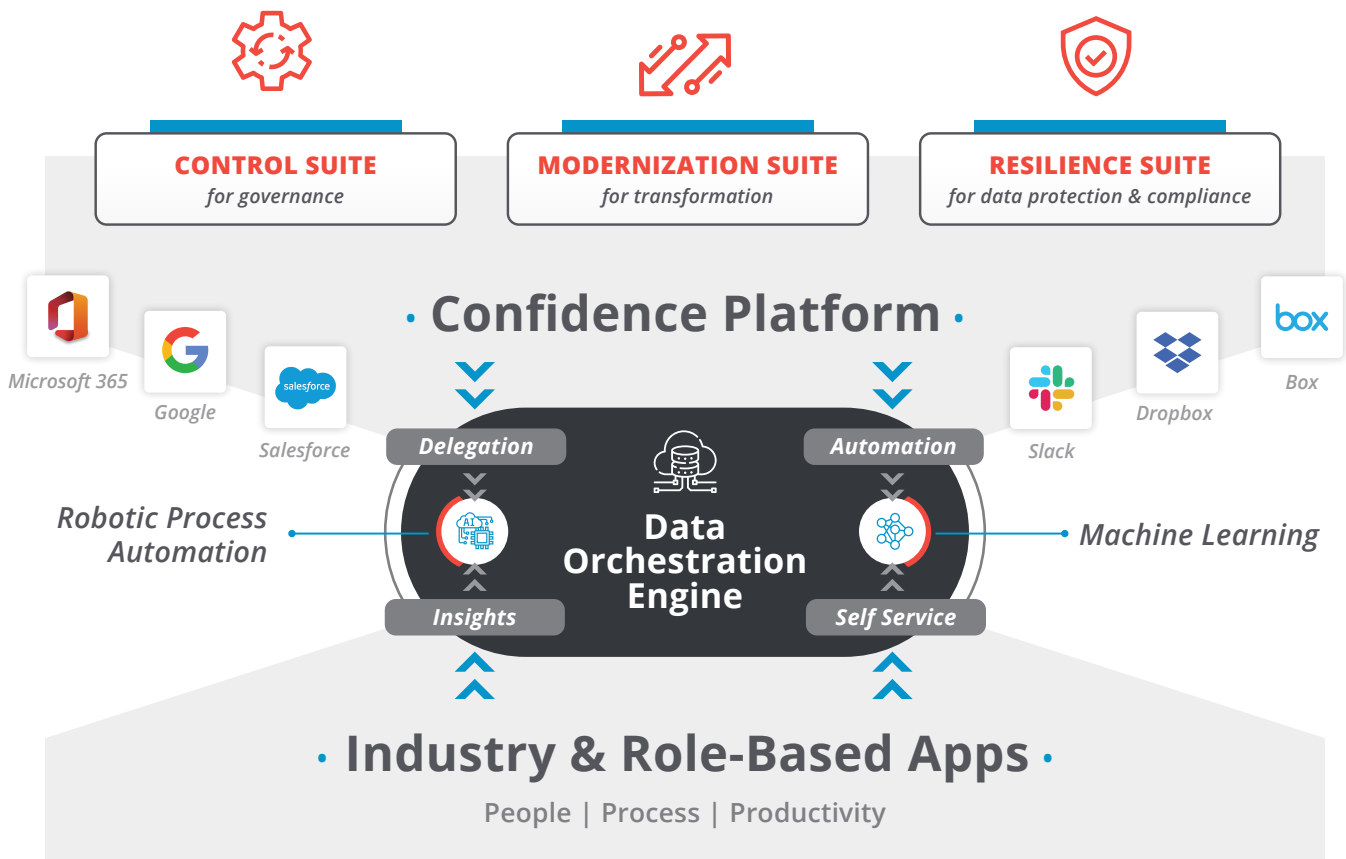 CONTROL SUITE
for governance
MODERNIZATION SUITE
for transformation
RESILIENCE SUITE
for data protection & compliance
· Confidence Platform ·
Microsoft 365
Google
salesforce
Salesforce
Slack
Dropbox
box
Box
Delegation
Automation
Robotic Process
Automation
AI
Data
Orchestration
Engine
Machine Learning
Insights
Self Service
· Industry & Role-Based Apps ·
People | Process | Productivity